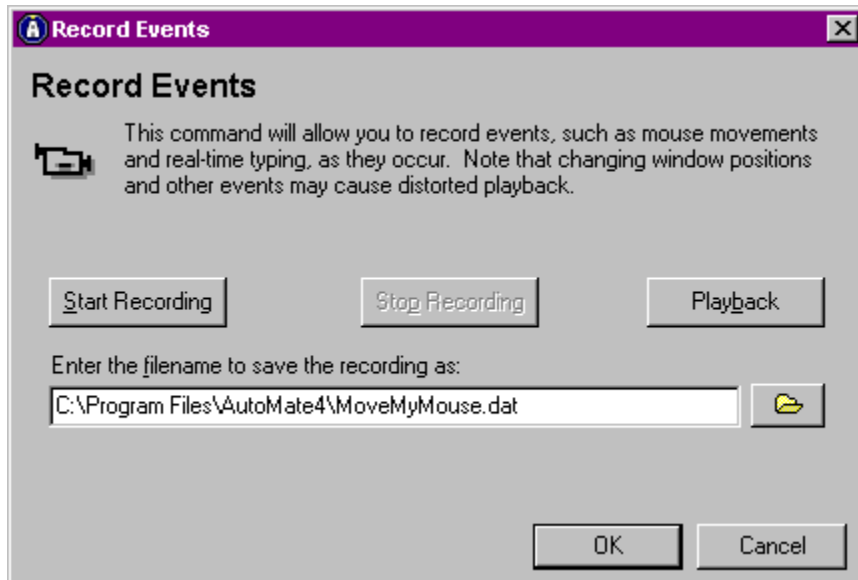 Record Events
Record Events
This command will allow you to record events, such as mouse movements
and real-time typing, as they occur.  Note that changing window positions
and other events may cause distorted playback.
Start Recording Stop Recording Playback
Enter the filename to save the recording as:
C:\Program Files\AutoMate4\MoveMyMouse.dat
OK Cancel